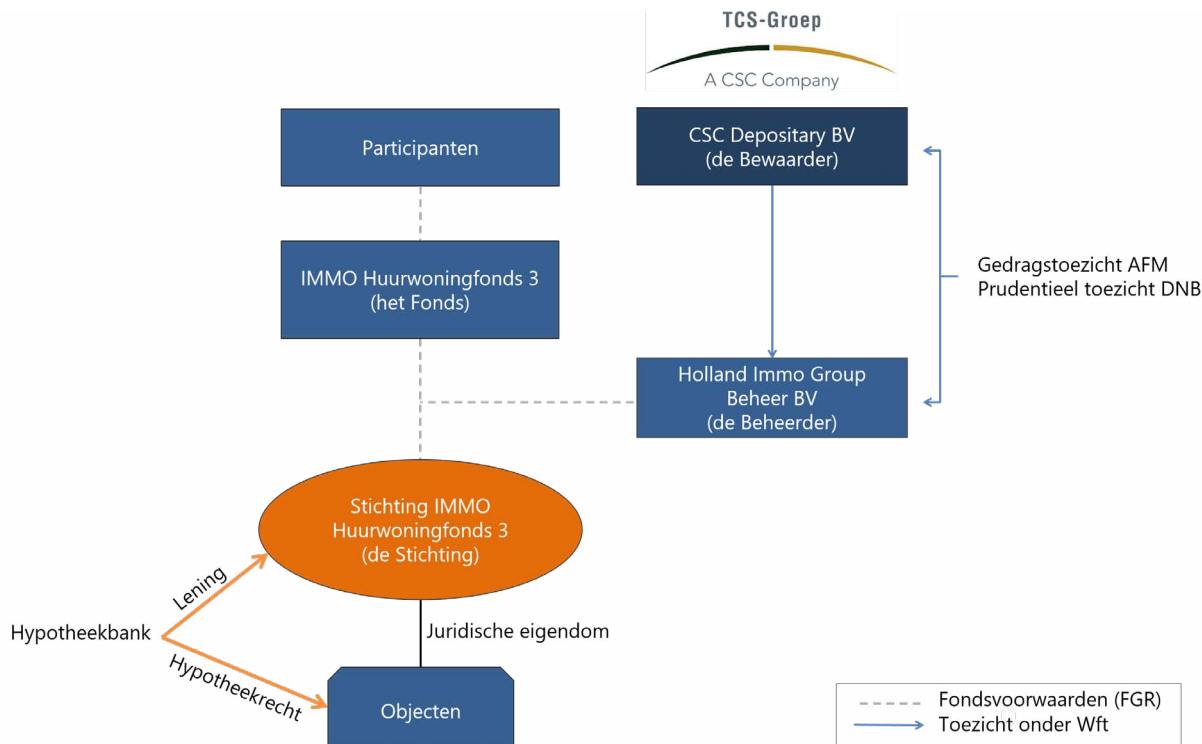 TCS-Groep
A CSC Company
Participanten
CSC Depositary BV
(de Bewaarder)
IMMO Huurwoningfonds 3
(het Fonds)
Gedragstoezicht AFM
Prudentieel toezicht DNB
Holland Immo Group
Beheer BV
(de Beheerder)
Stichting IMMO
Huurwoningfonds 3
(de Stichting)
Lening
Hypotheekbank
Juridische eigendom
Hypotheekrecht
Objecten
Fondsvoorwaarden (FGR)
Toezicht onder Wft